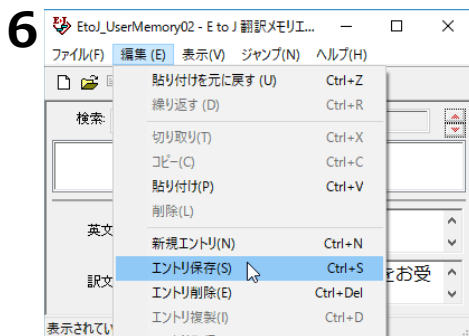 6
EtoJ_UserMemory02 - E to J 翻訳メモリエ...
ファイル(F) 編集(E) 表示(V) ジャンプ(N) ヘルプ(H)
貼り付けを元に戻す(U) Ctrl+Z
繰り返す(D) Ctrl+R
検索:
切り取り(T) Ctrl+X
コピー(C) Ctrl+C
貼り付け(P) Ctrl+V
削除(L)
英文
新規エントリ(N) Ctrl+N
エントリ保存(S) Ctrl+S
訳文
をお受
エントリ削除(E) Ctrl+Del
エントリ複製(I) Ctrl+D
表示されてい